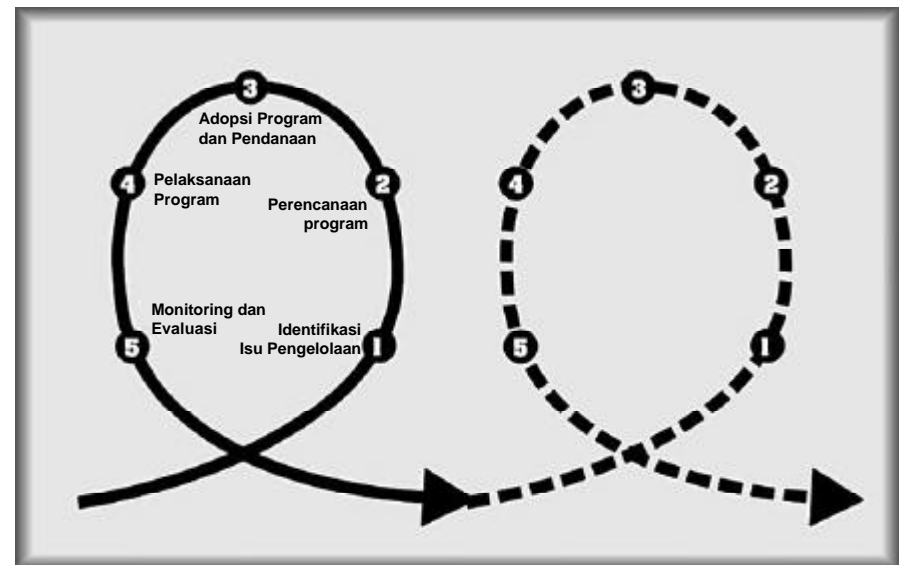 3
Adopsi Program
dan Pendanaan
4
Pelaksanaan
Program
2
Perencanaan
program
Monitoring dan
Evaluasi
5
Identifikasi
Isu Pengelolaan
1
3
4
2
5
1